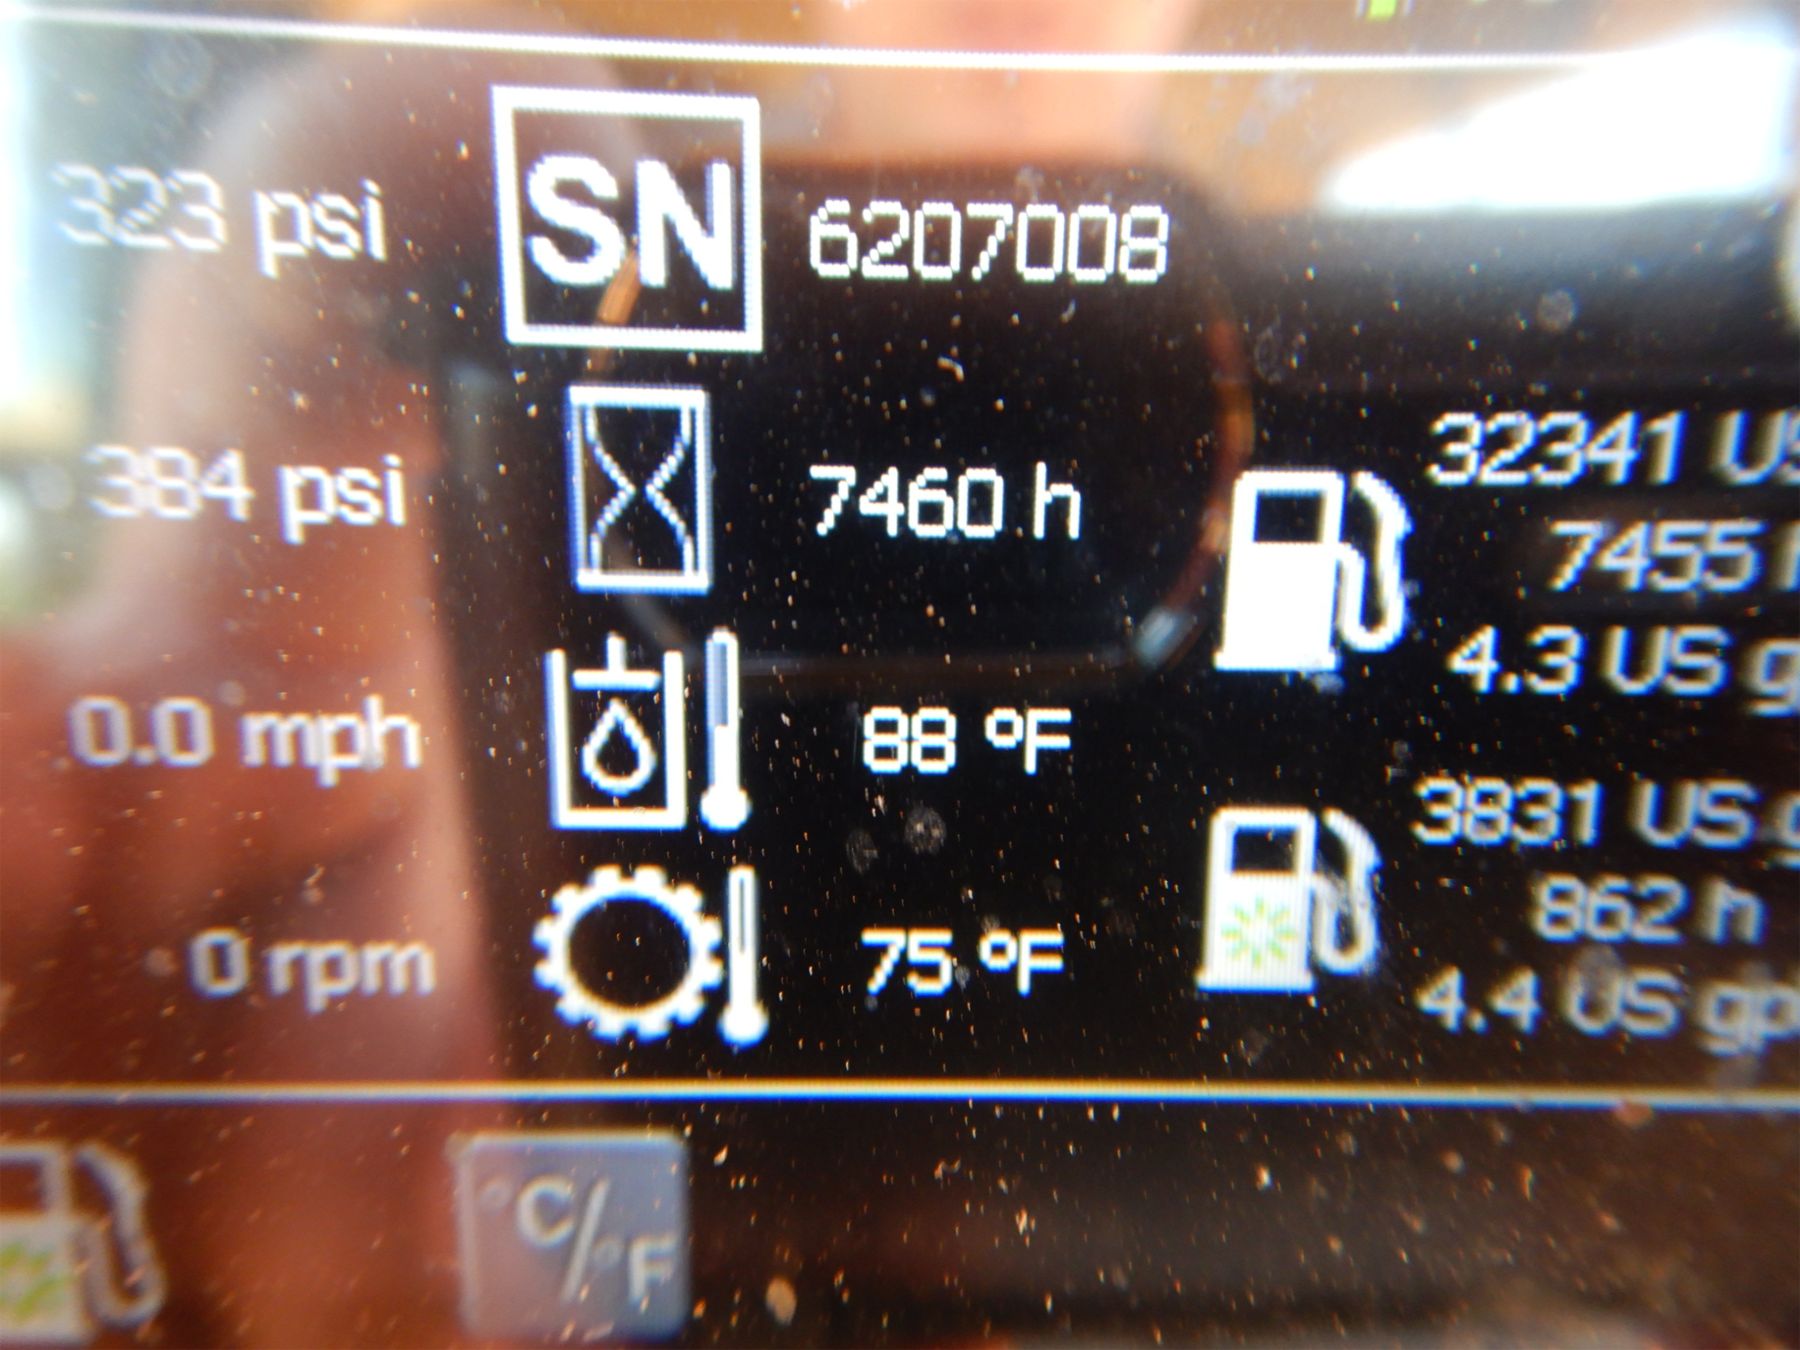 323 psi
SN
6207008
384 psi
7460 h
32341 US
7455 h
4.3 US g
0.0 mph
88 °F
3831 US g
862 h
4.4 US gp
0 rpm
75 °F
°C/°F